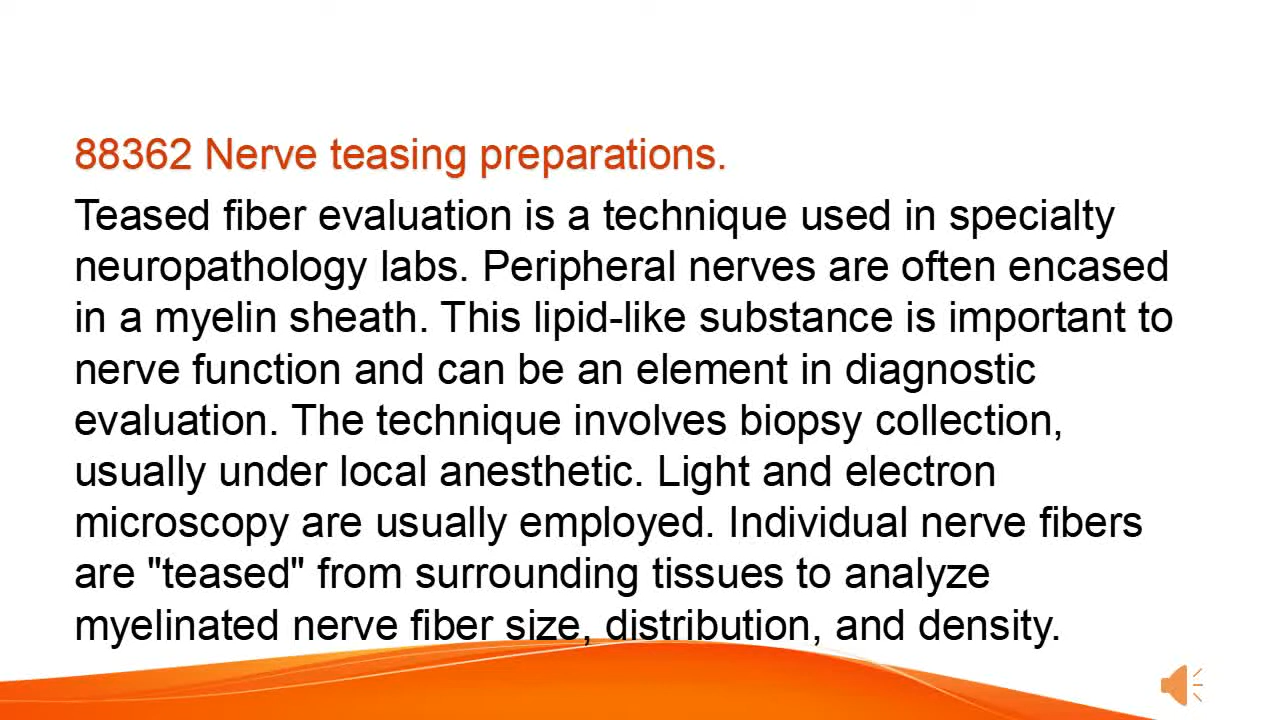 88362 Nerve teasing preparations.
Teased fiber evaluation is a technique used in specialty
neuropathology labs. Peripheral nerves are often encased
in a myelin sheath. This lipid-like substance is important to
nerve function and can be an element in diagnostic
evaluation. The technique involves biopsy collection,
usually under local anesthetic. Light and electron
microscopy are usually employed. Individual nerve fibers
are "teased" from surrounding tissues to analyze
myelinated nerve fiber size, distribution, and density.